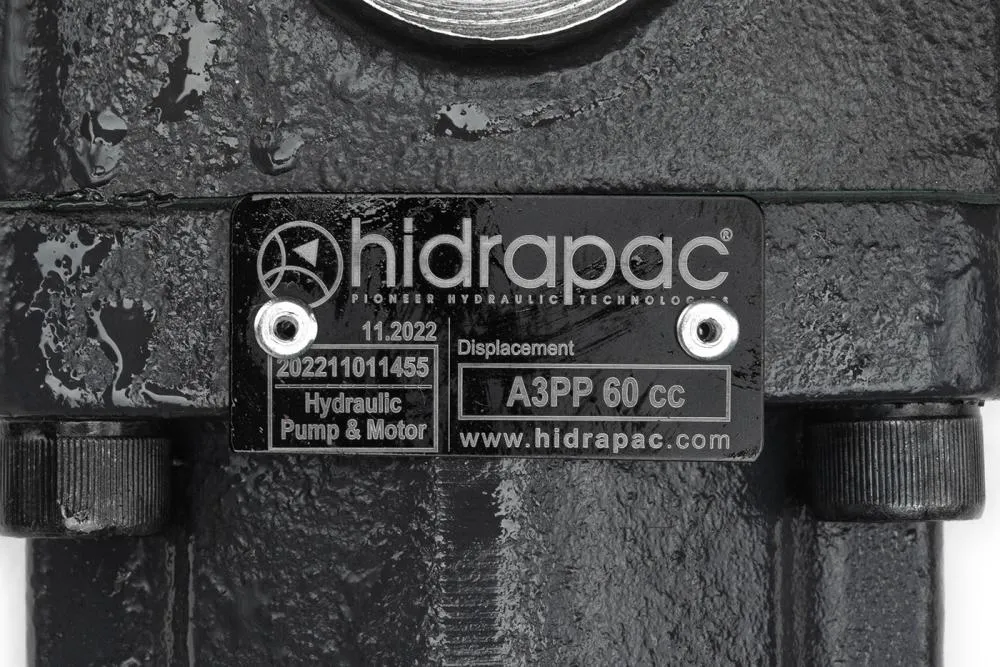 hidrapac®
PIONEER HYDRAULIC TECHNOLOGIES
11.2022
202211011455
Hydraulic
Pump & Motor
Displacement
A3PP 60 cc
www.hidrapac.com